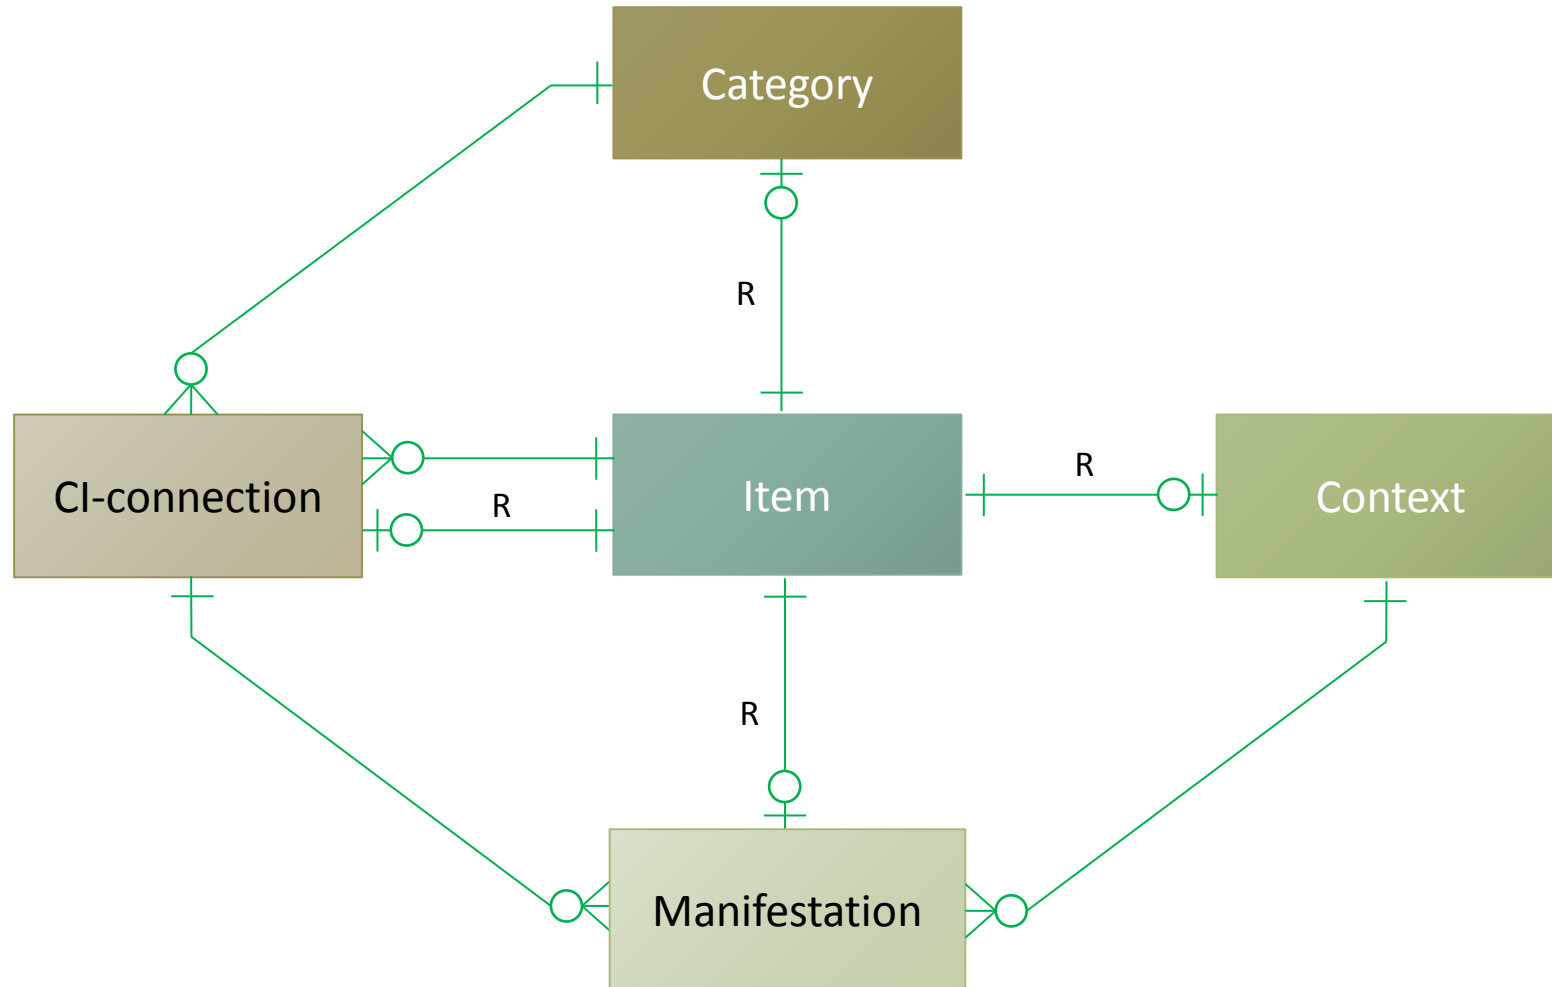 Category
R
CI-connection
R
Item
R
Context
R
Manifestation